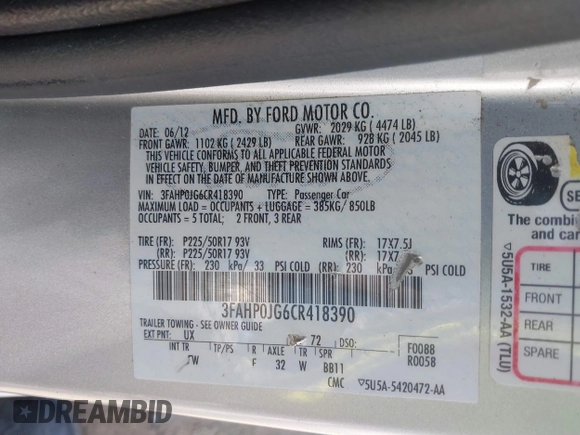 MFD. BY FORD MOTOR CO.
DATE: 06/12 GVWR: 2029 KG ( 4474 LB)
FRONT GAWR: 1102 KG ( 2429 LB) REAR GAWR: 928 KG ( 2045 LB)
THIS VEHICLE CONFORMS TO ALL APPLICABLE FEDERAL MOTOR
VEHICLE SAFETY, BUMPER, AND THEFT PREVENTION STANDARDS
IN EFFECT ON THE DATE OF MANUFACTURE SHOWN ABOVE.
VIN: 3FAHP0JG6CR418390 TYPE: Passenger Car
MAXIMUM LOAD = OCCUPANTS + LUGGAGE = 385KG/850LB
OCCUPANTS = 5 TOTAL; 2 FRONT, 3 REAR
TIRE (FR): P225/50R17 93V RIMS (FR): 17X7.5J
(RR): P225/50R17 93V (RR): 17X7.
PRESSURE (FR): 230 kPa/ 33 PSI COLD (RR): 230 kPa/ PSI COLD
3FAHP0JG6CR418390
TRAILER TOWING - SEE OWNER GUIDE
EXT PNT: UX 72 DSO:
INT TR TP/PS R AXLE TR SPR F0088
W F 32 W BB11 R0058
CMC ▽5U5A-5420472-AA
SE
The combin
and car
TIRE
FRONT
REAR
SPARE
▽5U5A-1532-AA (TLU)
DREAMBID